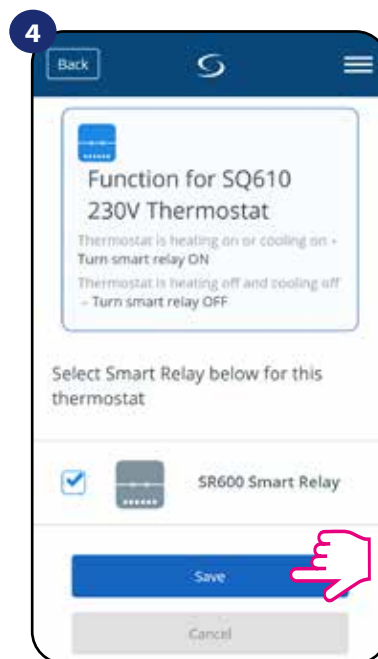 4
Back
Function for SQ610
230V Thermostat
Thermostat is heating on or cooling on -
Turn smart relay ON
Thermostat is heating off and cooling off
- Turn smart relay OFF
Select Smart Relay below for this
thermostat
SR600 Smart Relay
Save
Cancel